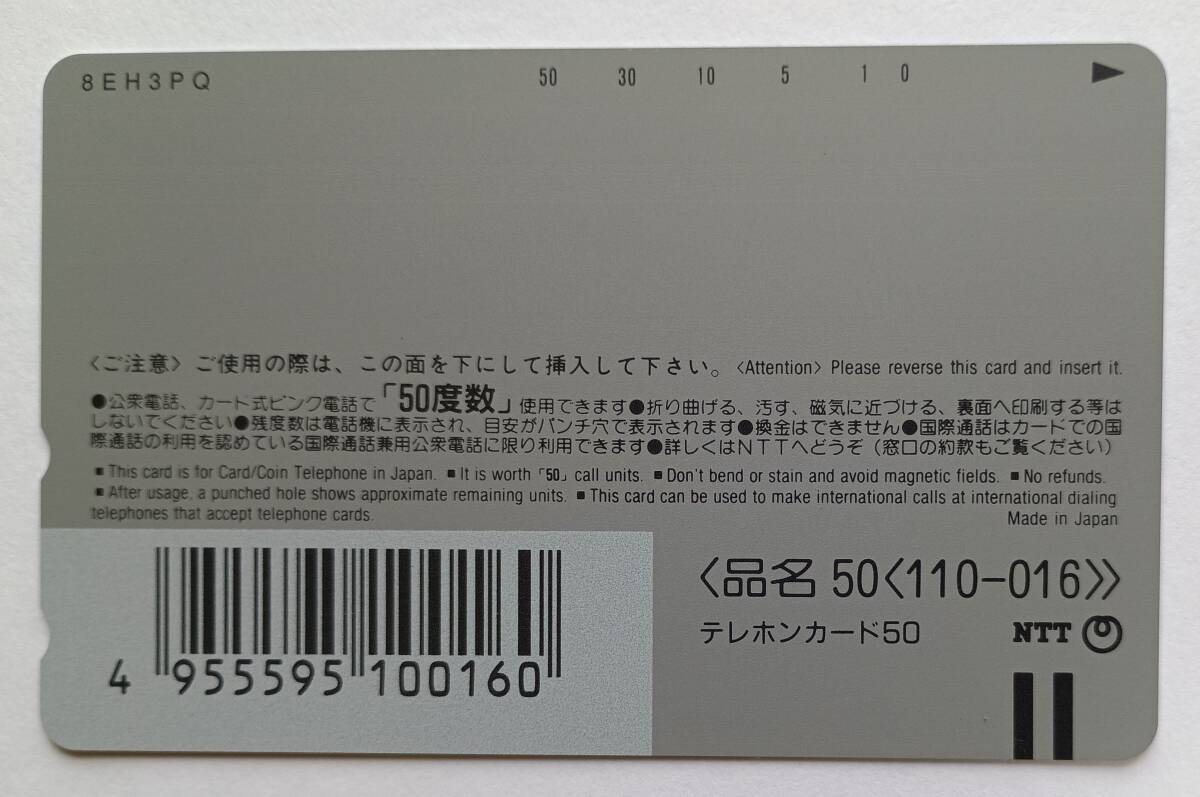 8EH3PQ 50 30 10 5 1 0
〈ご注意〉ご使用の際は、この面を下にして挿入して下さい。〈Attention〉Please reverse this card and insert it.
●公衆電話、カード式ピンク電話で「50度数」使用できます●折り曲げる、汚す、磁気に近づける、裏面へ印刷する等は
しないでください●残度数は電話機に表示され、目安がパンチ穴で表示されます●換金はできません●国際通話はカードでの国
際通話の利用を認めている国際通話兼用公衆電話に限り利用できます●詳しくはNTTへどうぞ（窓口の約款もご覧ください）
■This card is for Card/Coin Telephone in Japan. ■It is worth「50」call units. ■Don't bend or stain and avoid magnetic fields. ■No refunds.
■After usage, a punched hole shows approximate remaining units. ■This card can be used to make international calls at international dialing
telephones that accept telephone cards.
Made in Japan
〈品名 50〈110-016〉〉
テレホンカード50 NTT
4 955595 100160